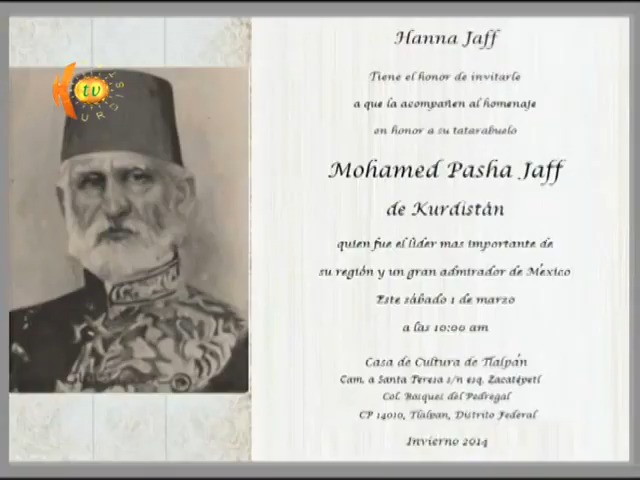 Hanna Jaff
Tiene el honor de invitarle
a que la acompañen al homenaje
en honor a su tatarabuelo
Mohamed Pasha Jaff
de Kurdistán
quien fue el líder mas importante de
su región y un gran admirador de México
Este sábado 1 de marzo
a las 10:00 am
Casa de Cultura de Tlalpán
Cam. a Santa Teresa s/n esq. Zacatépetl
Col. Bosques del Pedregal
CP 14010, Tlalpan, Distrito Federal
Invierno 2014
K tv
URDIS